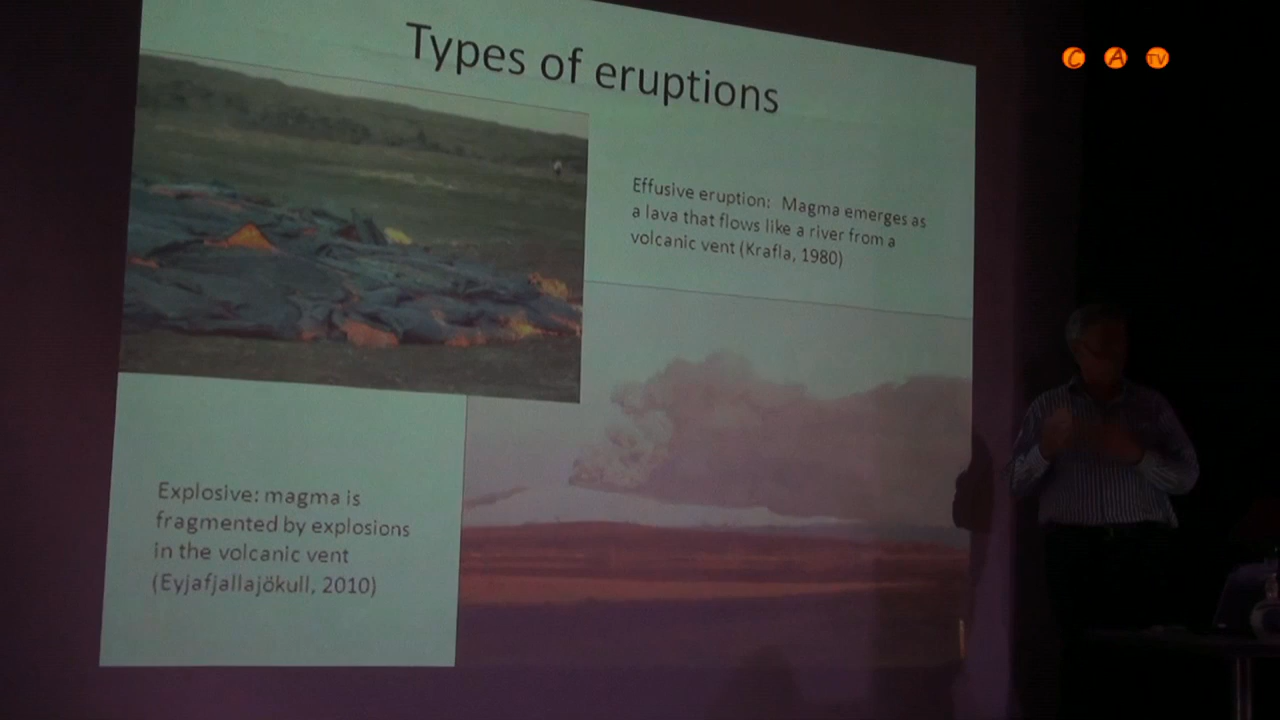 Types of eruptions
Effusive eruption: Magma emerges as
a lava that flows like a river from a
volcanic vent (Krafla, 1980)
Explosive: magma is
fragmented by explosions
in the volcanic vent
(Eyjafjallajökull, 2010)
C A TV